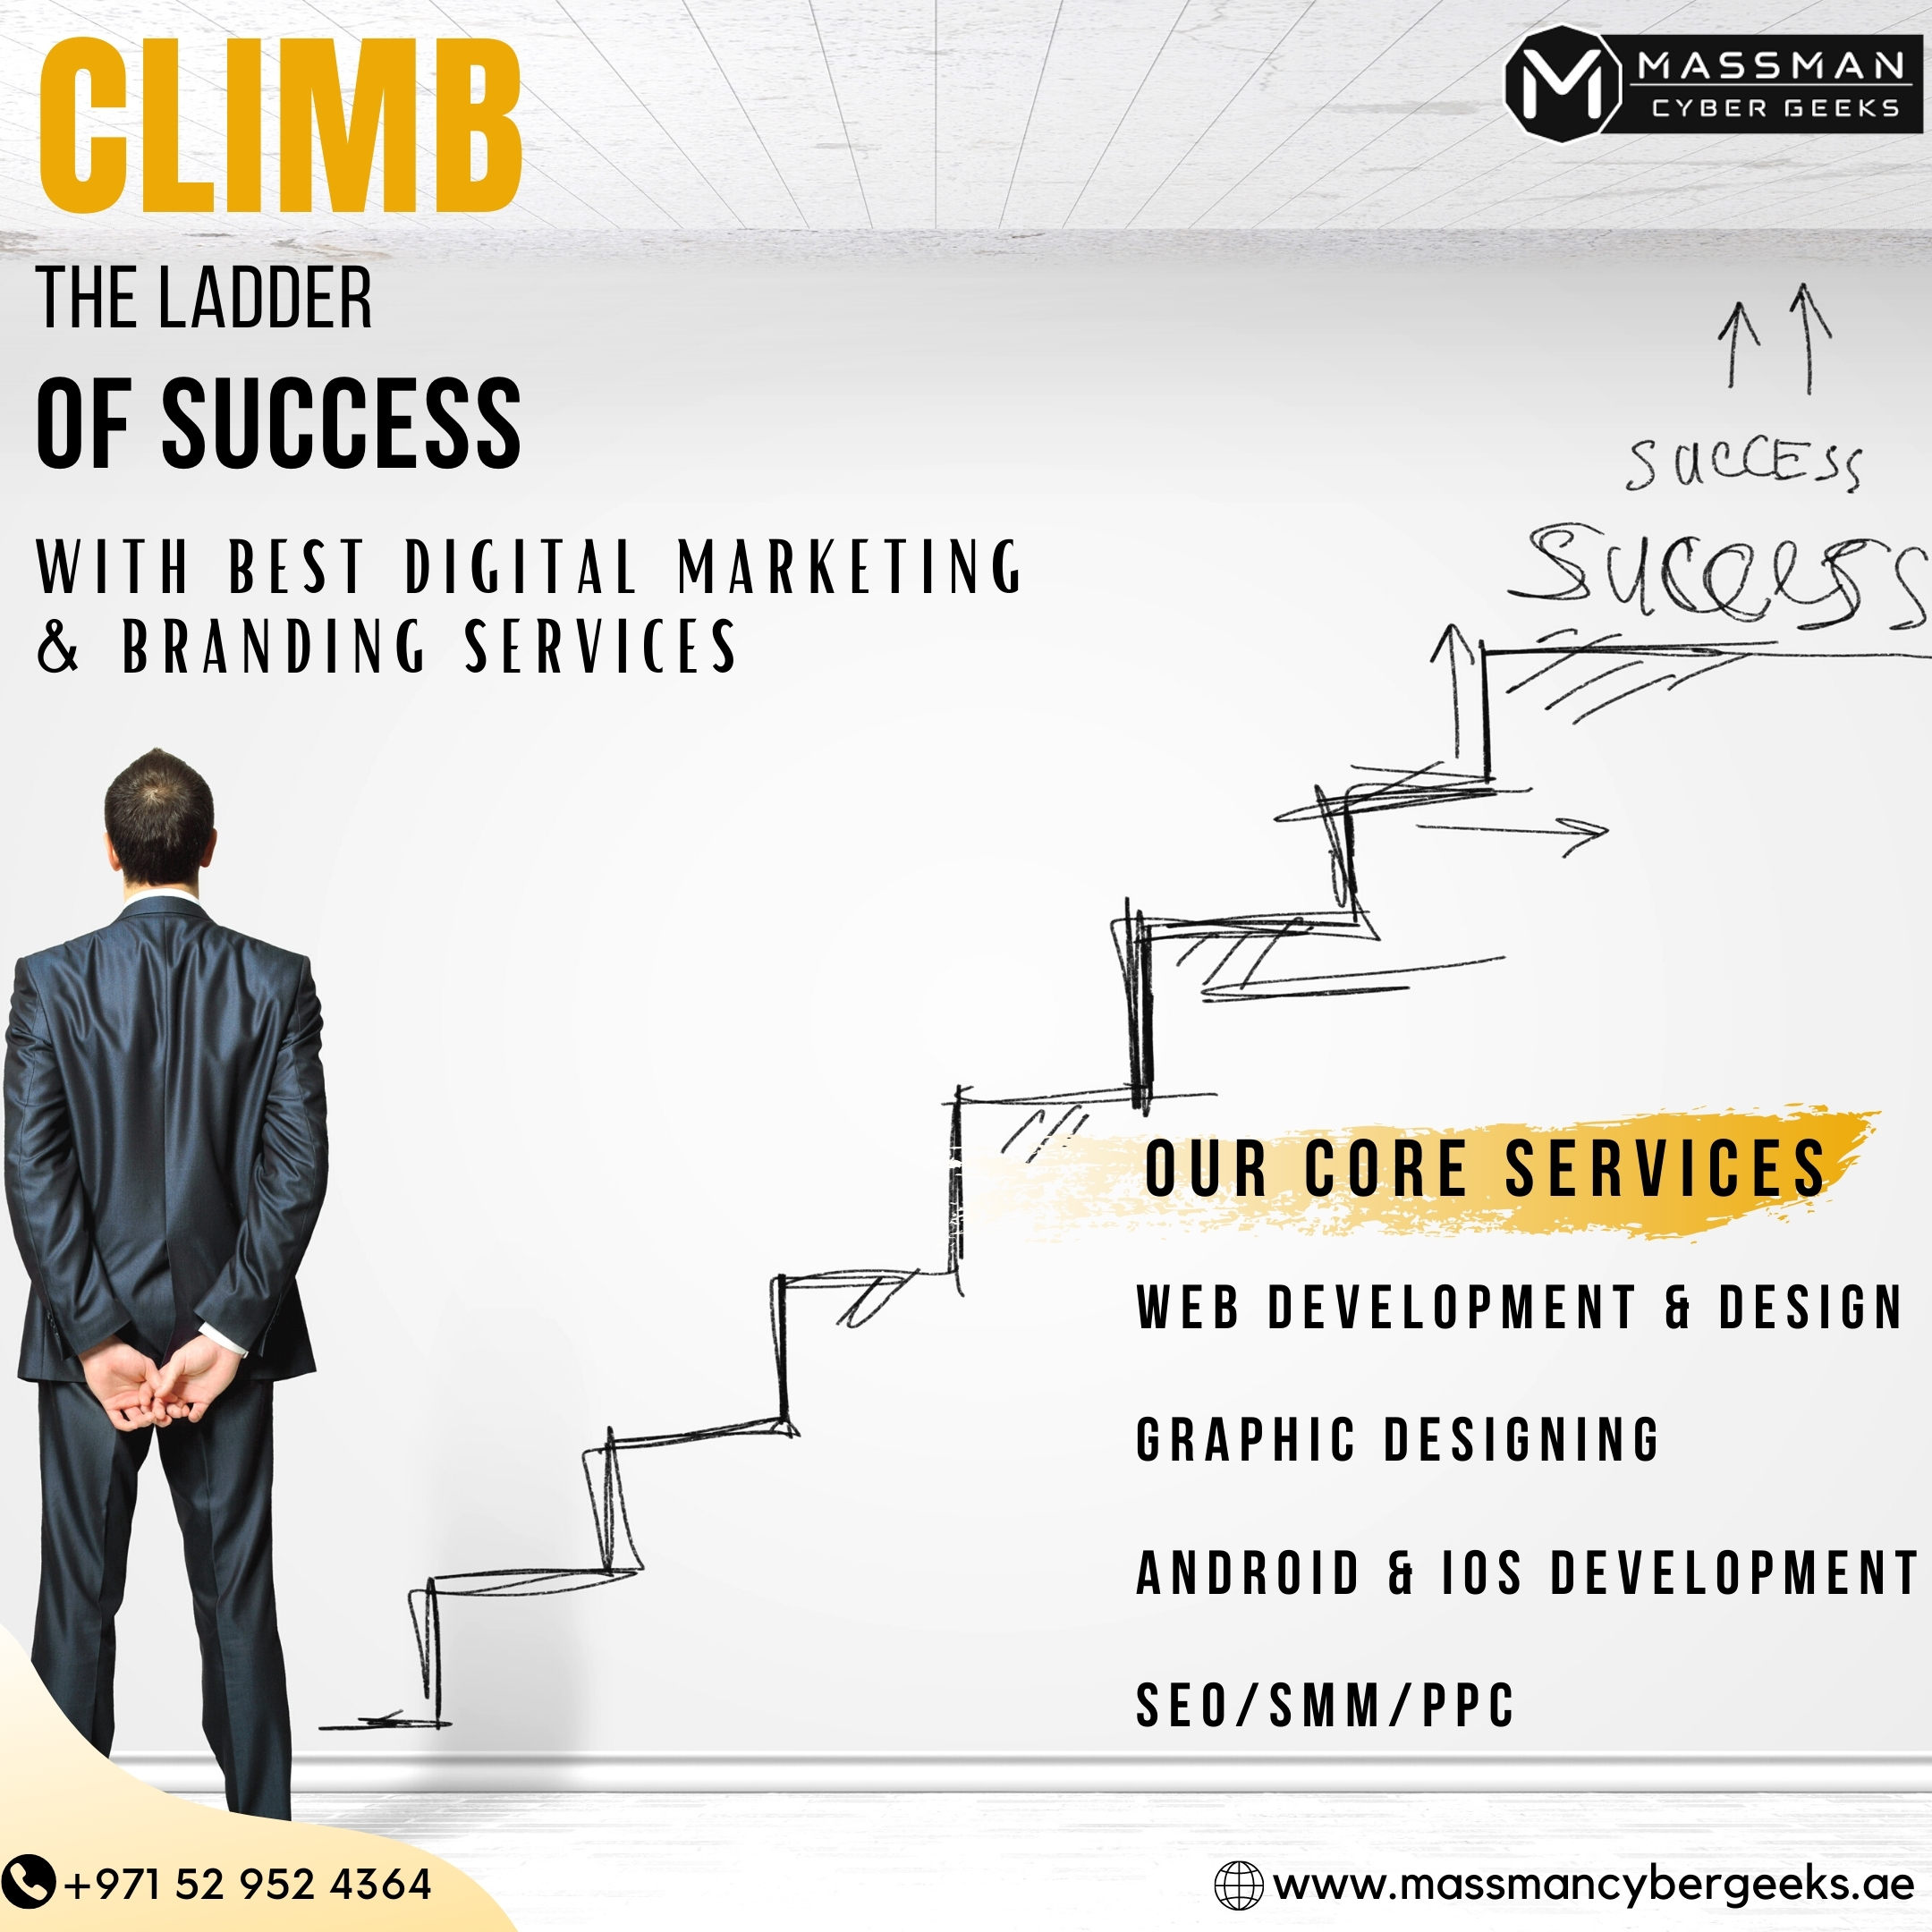 CLIMB
MASSMAN
CYBER GEEKS
THE LADDER
OF SUCCESS
WITH BEST DIGITAL MARKETING
& BRANDING SERVICES
SUCCESS
Success
OUR CORE SERVICES
WEB DEVELOPMENT & DESIGN
GRAPHIC DESIGNING
ANDROID & IOS DEVELOPMENT
SEO/SMM/PPC
+971 52 952 4364
www.massmancybergeeks.ae